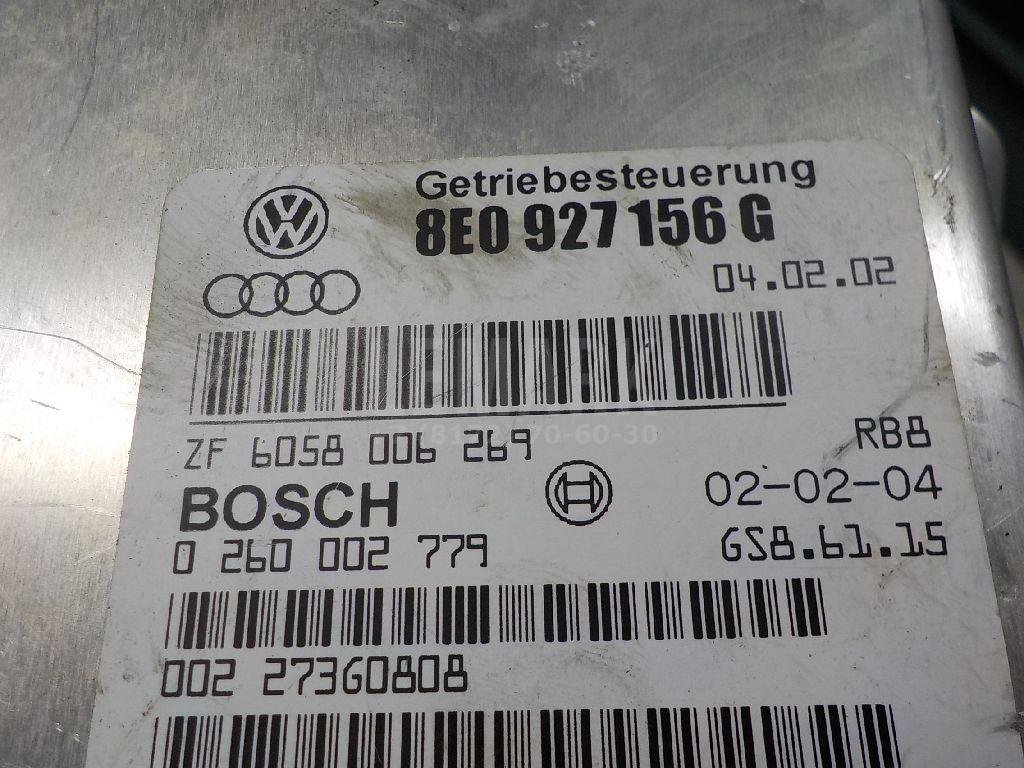 Getriebesteuerung
8E0 927 156 G
04.02.02
ZF 6058 006 269
RB8
BOSCH
02-02-04
0 260 002 779
GS8.61.15
002 27360808